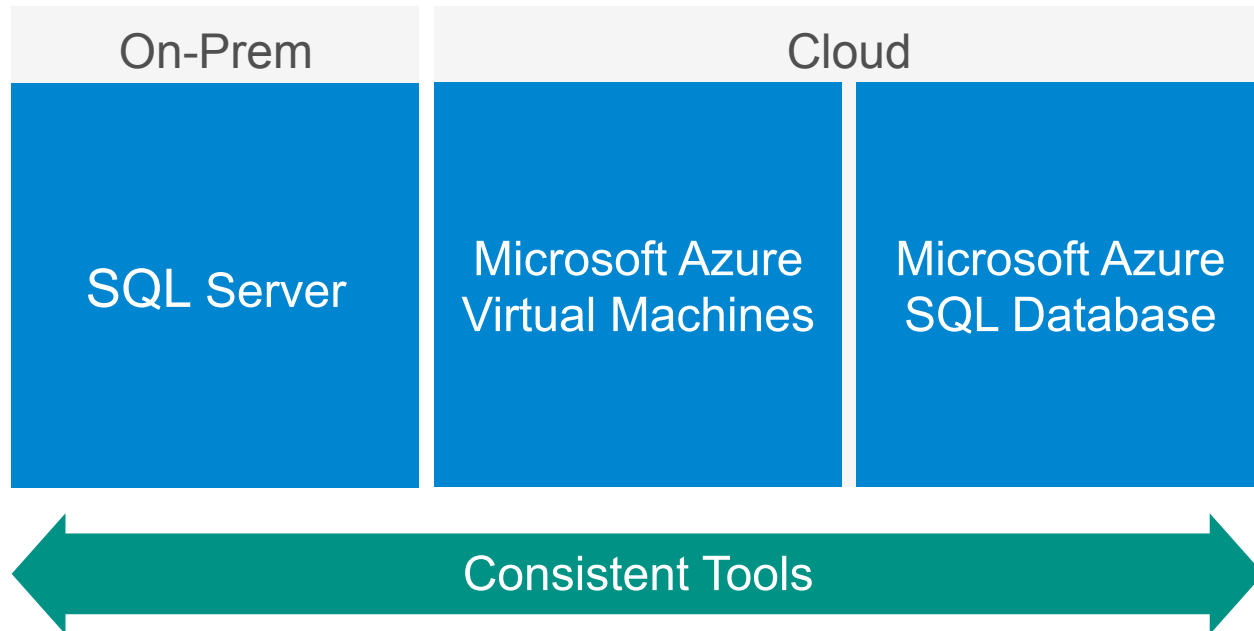 On-Prem
Cloud
SQL Server
Microsoft Azure
Virtual Machines
Microsoft Azure
SQL Database
Consistent Tools